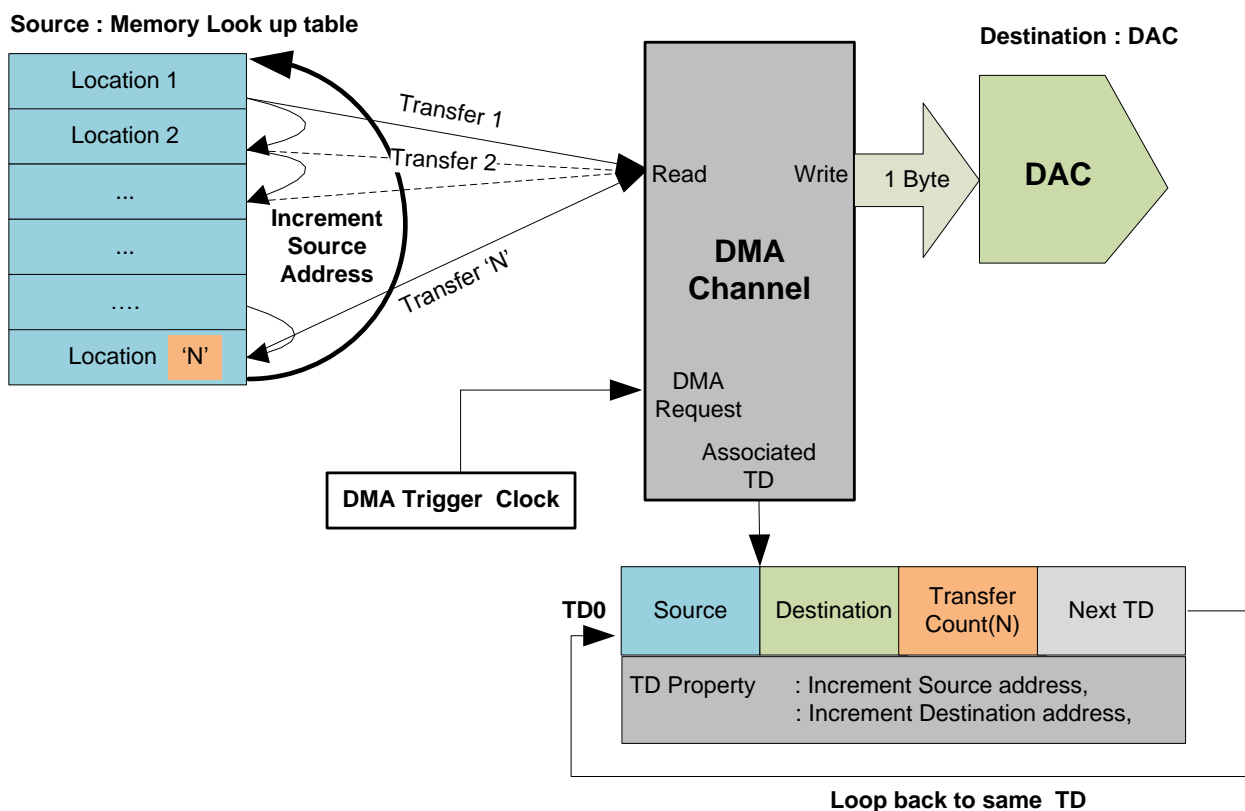 Source : Memory Look up table
Location 1
Location 2
...
...
....
Location 'N'
Transfer 1
Transfer 2
Increment
Source
Address
Transfer 'N'
Read
Write
DMA
Channel
DMA
Request
Associated
TD
1 Byte
Destination : DAC
DAC
DMA Trigger Clock
TD0
Source
Destination
Transfer
Count(N)
Next TD
TD Property : Increment Source address,
: Increment Destination address,
Loop back to same TD